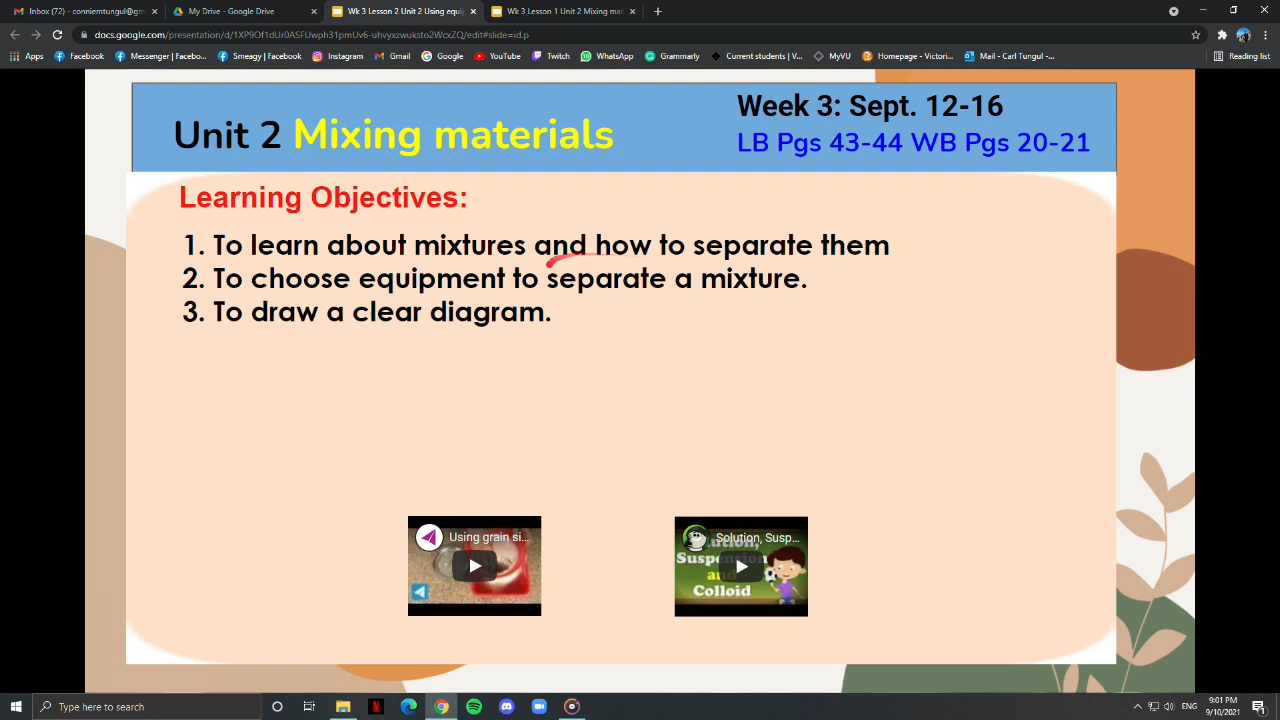 Inbox (72) - conniemtungul@gm
My Drive - Google Drive
Wk 3 Lesson 2 Unit 2 Using equi
Wk 3 Lesson 1 Unit 2 Mixing mat
docs.google.com/presentation/d/1XP9Of1dUr0ASFUwph31pmUv6-uhvyxzwuksto2WoxZQ/edit#slide=id.p
Apps
Facebook
Messenger | Facebo...
Smeagy | Facebook
Instagram
Gmail
Google
YouTube
Twitch
WhatsApp
Grammarly
Current students | V...
MyVU
Homepage - Victori...
Mail - Carl Tungul -...
Reading list
Unit 2 Mixing materials
Week 3: Sept. 12-16
LB Pgs 43-44 WB Pgs 20-21
Learning Objectives:
1. To learn about mixtures and how to separate them
2. To choose equipment to separate a mixture.
3. To draw a clear diagram.
Using grain si...
Solution, Susp...
Suspension
and
Colloid
Type here to search
ENG
9:01 PM
9/10/2021